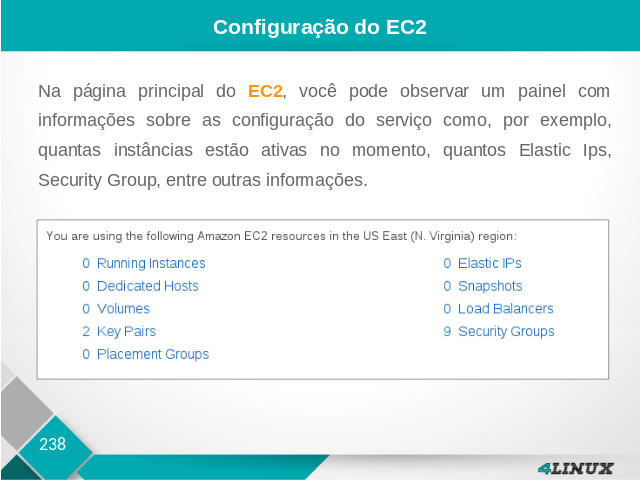 Configuração do EC2
Na página principal do EC2, você pode observar um painel com
informações sobre as configuração do serviço como, por exemplo,
quantas instâncias estão ativas no momento, quantos Elastic Ips,
Security Group, entre outras informações.
You are using the following Amazon EC2 resources in the US East (N. Virginia) region:
0 Running Instances
0 Dedicated Hosts
0 Volumes
2 Key Pairs
0 Placement Groups
0 Elastic IPs
0 Snapshots
0 Load Balancers
9 Security Groups
238
4LINUX